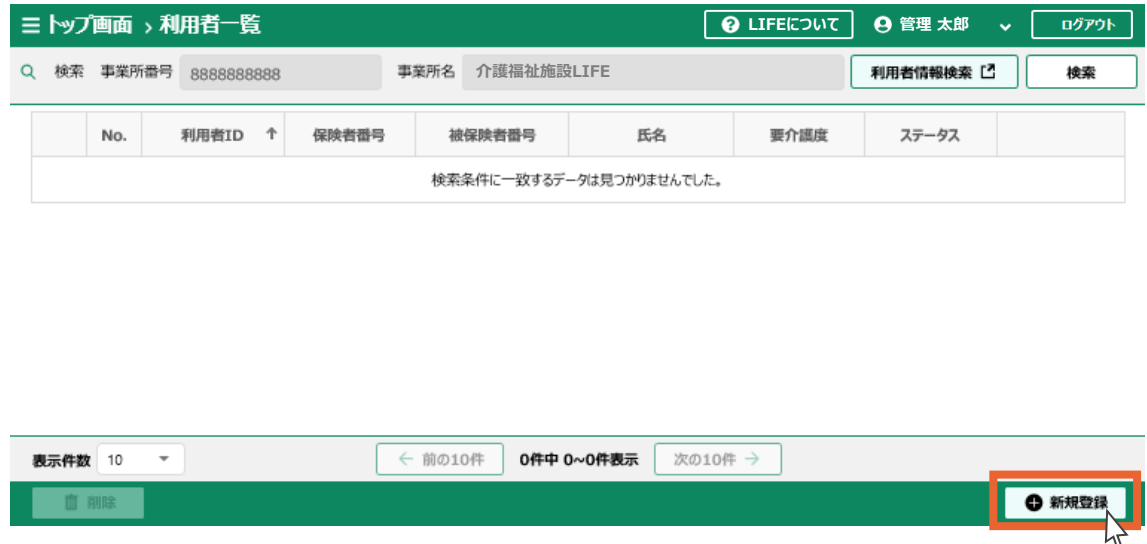 トップ画面 › 利用者一覧 LIFEについて 管理 太郎 ログアウト
検索 事業所番号 8888888888 事業所名 介護福祉施設LIFE 利用者情報検索 検索
No. 利用者ID ↑ 保険者番号 被保険者番号 氏名 要介護度 ステータス
検索条件に一致するデータは見つかりませんでした。
表示件数 10 ← 前の10件 0件中 0~0件表示 次の10件 →
削除 新規登録